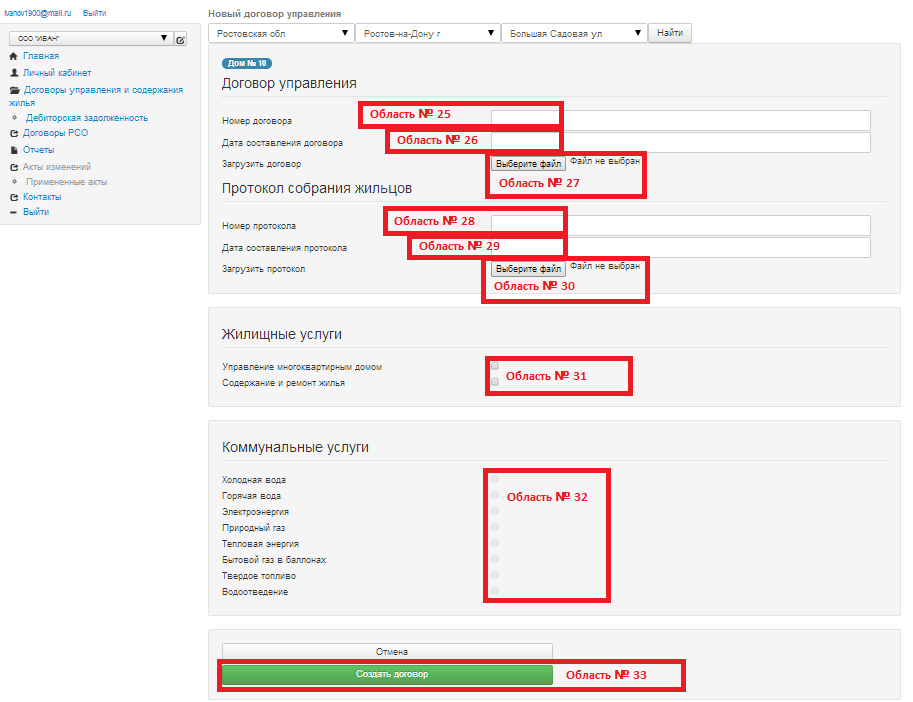 ivanov1900@mail.ru Выйти
ООО "ИВАН"
Главная
Личный кабинет
Договоры управления и содержания
жилья
Дебиторская задолженность
Договоры РСО
Отчеты
Акты изменений
Примененные акты
Контакты
Выйти
Новый договор управления
Ростовская обл Ростов-на-Дону г Большая Садовая ул Найти
Дом № 10
Договор управления
Номер договора Область № 25
Дата составления договора Область № 26
Загрузить договор Выберите файл Файл не выбран
Область № 27
Протокол собрания жильцов
Номер протокола Область № 28
Дата составления протокола Область № 29
Загрузить протокол Выберите файл Файл не выбран
Область № 30
Жилищные услуги
Управление многоквартирным домом
Область № 31
Содержание и ремонт жилья
Коммунальные услуги
Холодная вода
Горячая вода Область № 32
Электроэнергия
Природный газ
Тепловая энергия
Бытовой газ в баллонах
Твердое топливо
Водоотведение
Отмена
Создать договор Область № 33